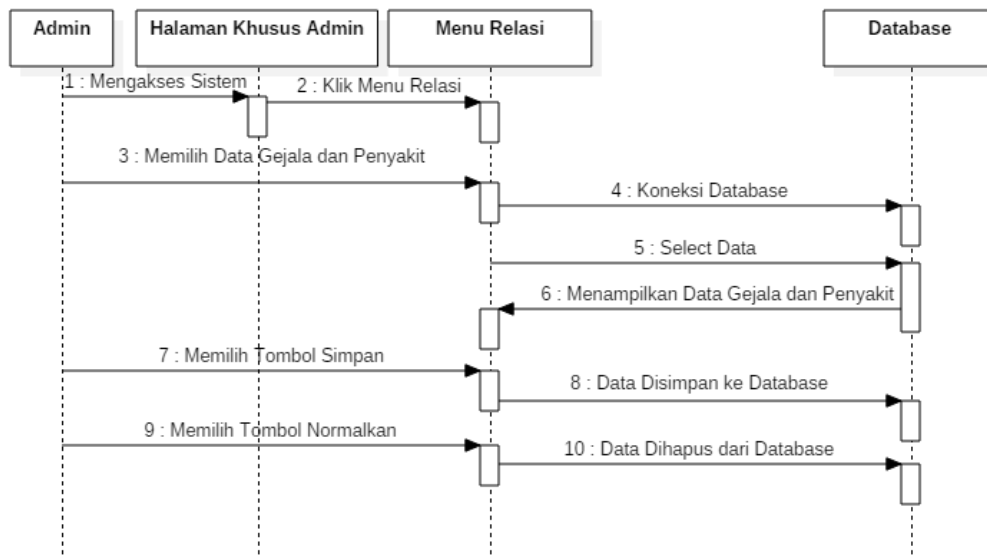 Admin
Halaman Khusus Admin
Menu Relasi
Database
1 : Mengakses Sistem
2 : Klik Menu Relasi
3 : Memilih Data Gejala dan Penyakit
4 : Koneksi Database
5 : Select Data
6 : Menampilkan Data Gejala dan Penyakit
7 : Memilih Tombol Simpan
8 : Data Disimpan ke Database
9 : Memilih Tombol Normalkan
10 : Data Dihapus dari Database